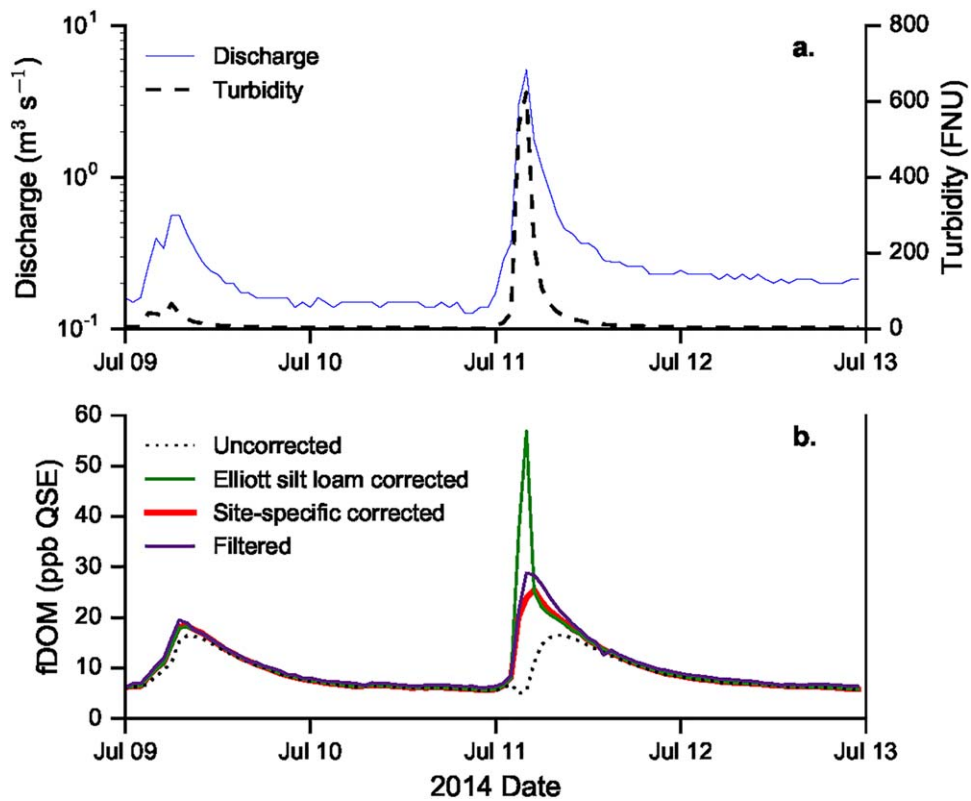 a.
Discharge
Turbidity
Discharge (m³ s⁻¹)
10¹
10⁰
10⁻¹
Turbidity (FNU)
800
600
400
200
0
Jul 09
Jul 10
Jul 11
Jul 12
Jul 13
b.
Uncorrected
Elliott silt loam corrected
Site-specific corrected
Filtered
fDOM (ppb QSE)
60
50
40
30
20
10
0
Jul 09
Jul 10
Jul 11
Jul 12
Jul 13
2014 Date